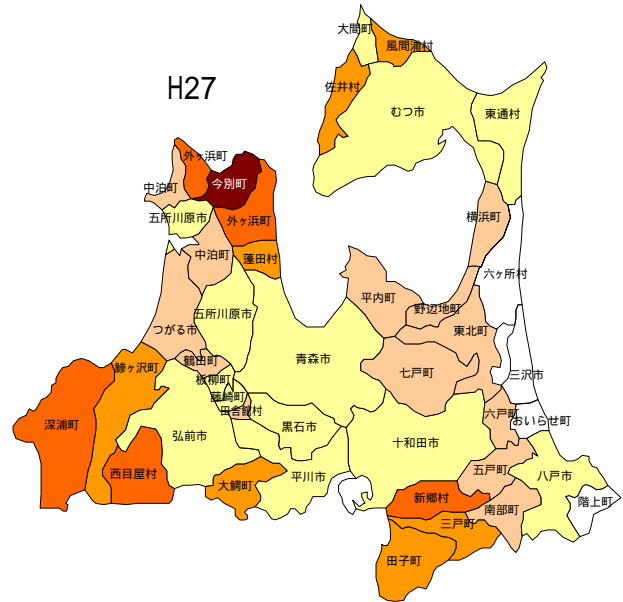 大間町
風間浦村
佐井村
H27
むつ市
東通村
外ヶ浜町
今別町
中泊町
五所川原市
外ヶ浜町
横浜町
中泊町
蓬田村
六ヶ所村
平内町
野辺地町
五所川原市
つがる市
東北町
青森市
鶴田町
鰺ヶ沢町
七戸町
三沢市
板柳町
藤崎町
田舎館村
六戸町
おいらせ町
深浦町
黒石市
弘前市
十和田市
西目屋村
平川市
五戸町
八戸市
大鰐町
新郷村
階上町
南部町
三戸町
田子町